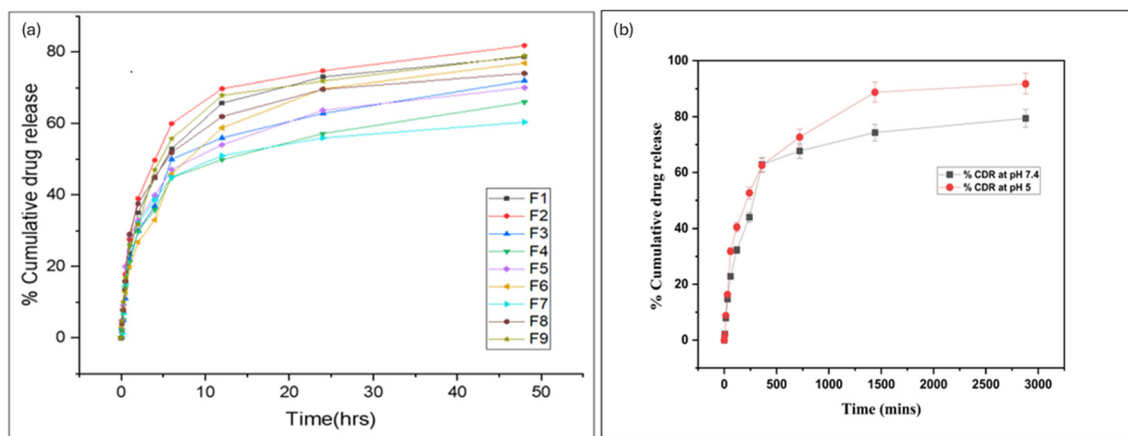 (a)
% Cumulative drug release
80
60
40
20
0
0
10
20
30
40
50
Time(hrs)
F1
F2
F3
F4
F5
F6
F7
F8
F9
(b)
% Cumulative drug release
100
80
60
40
20
0
0
500
1000
1500
2000
2500
3000
Time (mins)
% CDR at pH 7.4
% CDR at pH 5